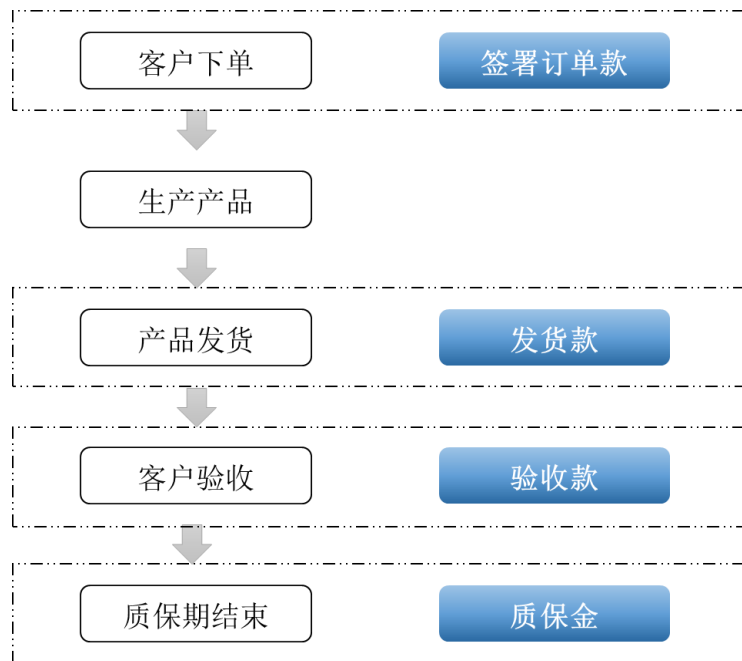 客户下单
签署订单款
生产产品
产品发货
发货款
客户验收
验收款
质保期结束
质保金